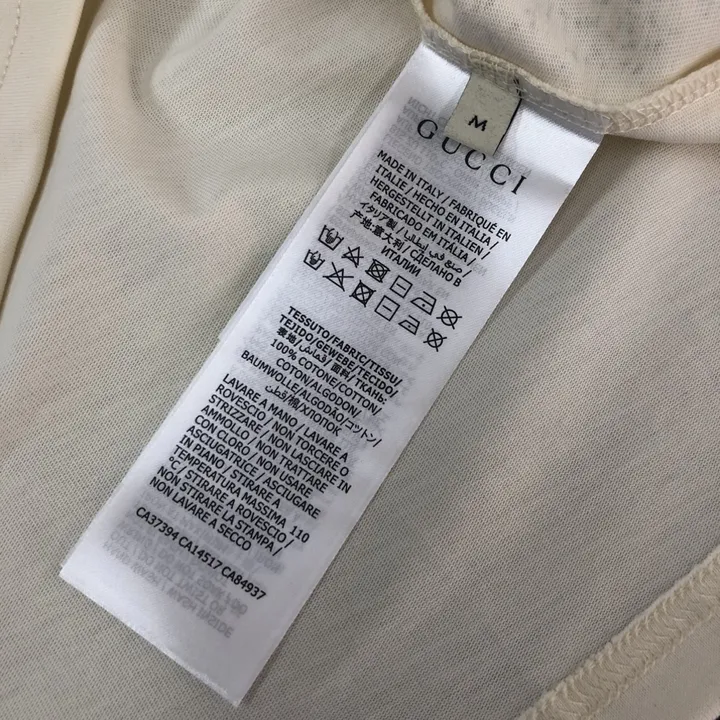 M
GUCCI
MADE IN ITALY / FABRIQUÉ EN
ITALIE / HECHO EN ITALIA /
HERGESTELLT IN ITALIEN /
FABRICADO EM ITÁLIA /
イタリア製 / صنع في إيطاليا /
产地:意大利 / СДЕЛАНО В
ИТАЛИИ
TESSUTO/FABRIC/TISSU/
TEJIDO/GEWEBE/TECIDO/
表地/ قماش/ 面料/ ТКАНЬ:
100% COTONE/COTTON/
COTON/ALGODON/
BAUMWOLLE/ALGODÃO/コットン/
قطن/棉/ХЛОПОК
LAVARE A MANO / LAVARE A
ROVESCIO / NON TORCERE O
STRIZZARE / NON LASCIARE IN
AMMOLLO / NON TRATTARE
CON CLORO / NON USARE
ASCIUGATRICE / ASCIUGARE
IN PIANO / STIRARE A
TEMPERATURA MASSIMA 110
°C/ STIRARE A ROVESCIO /
NON STIRARE LA STAMPA /
NON LAVARE A SECCO
CA37394 CA14517 CA84937